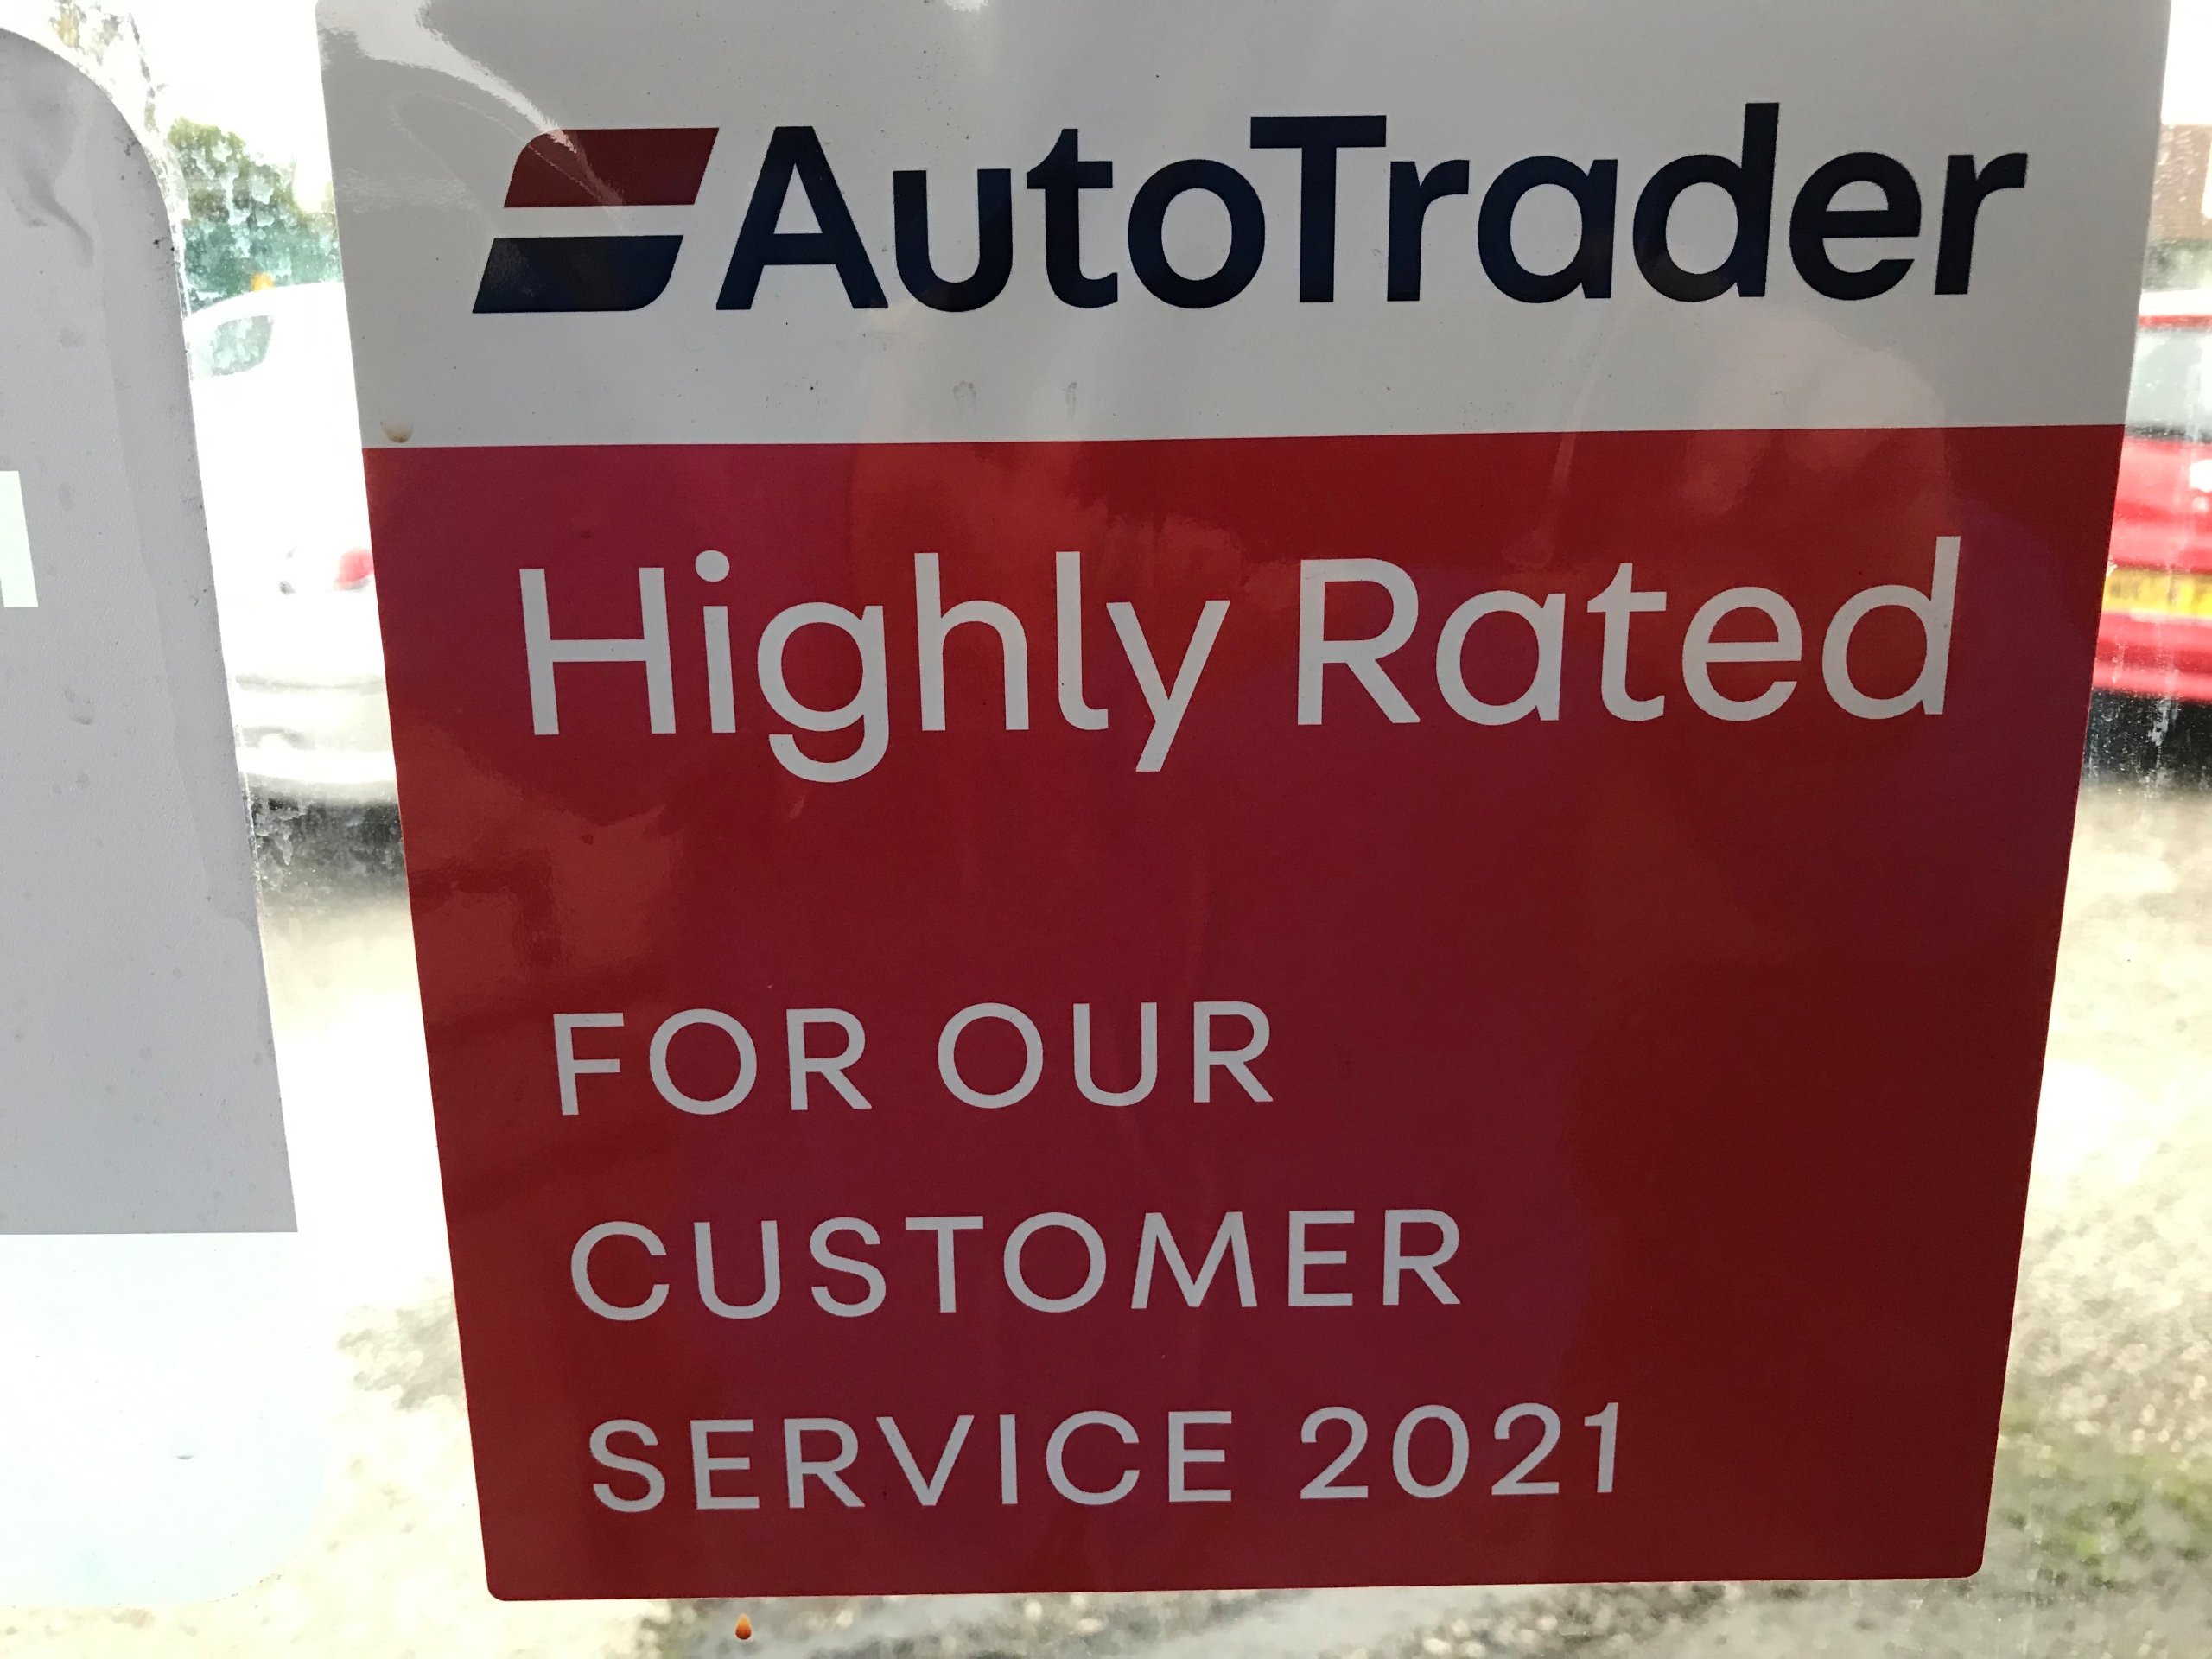 AutoTrader
Highly Rated
FOR OUR
CUSTOMER
SERVICE 2021